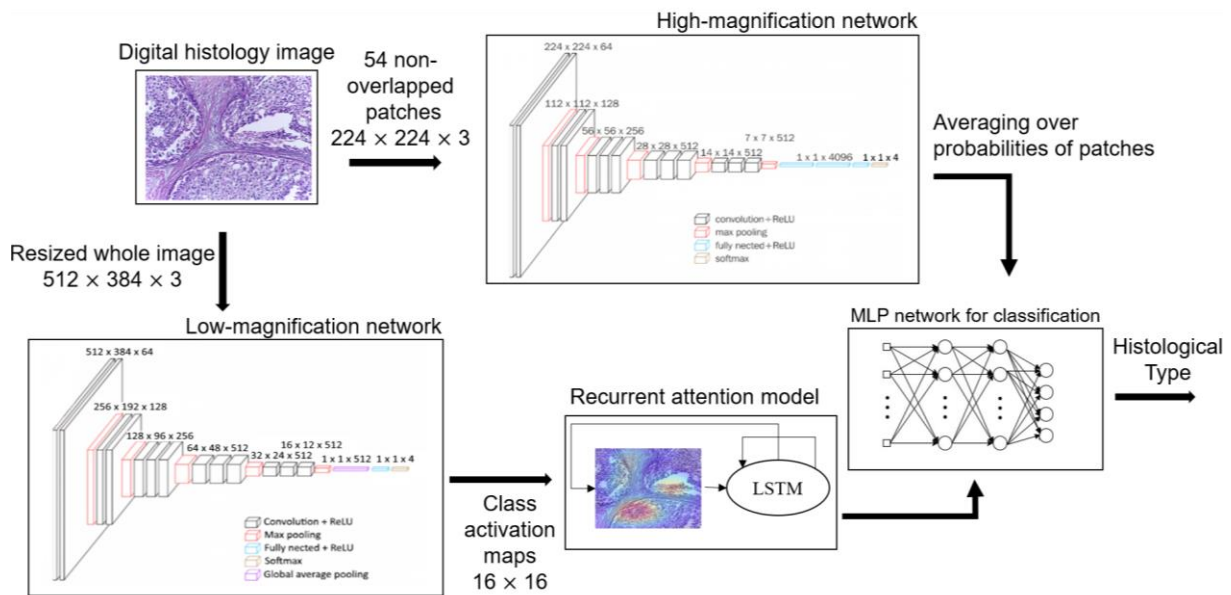 High-magnification network
Digital histology image
54 non-
overlapped
patches
224 × 224 × 3
224 x 224 x 64
112 x 112 x 128
56 x 56 x 256
28 x 28 x 512
14 x 14 x 512
7 x 7 x 512
1 x 1 x 4096
1 x 1 x 4
convolution+ReLU
max pooling
fully nected+ReLU
softmax
Averaging over
probabilities of patches
Resized whole image
512 × 384 × 3
Low-magnification network
512 x 384 x 64
256 x 192 x 128
128 x 96 x 256
64 x 48 x 512
32 x 24 x 512
16 x 12 x 512
1 x 1 x 512
1 x 1 x 4
Convolution + ReLU
Max pooling
Fully nected + ReLU
Softmax
Global average pooling
Class
activation
maps
16 × 16
Recurrent attention model
LSTM
MLP network for classification
Histological
Type